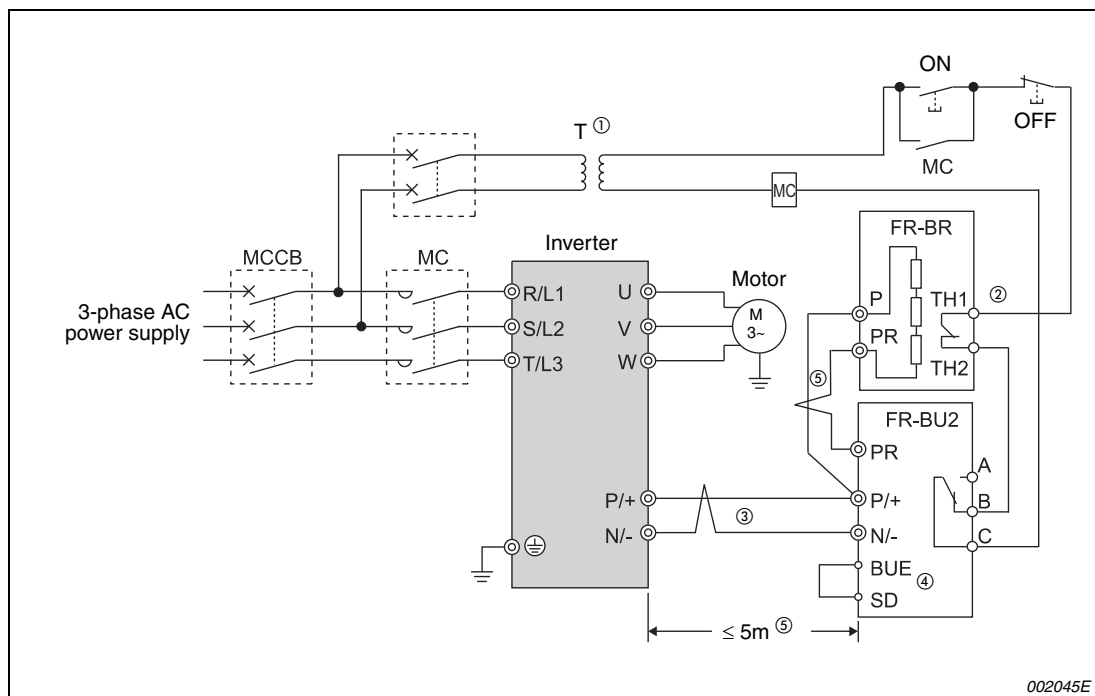 ON
OFF
MC
T ①
MC
FR-BR
MCCB
MC
Inverter
Motor
3-phase AC
power supply
R/L1
S/L2
T/L3
U
V
W
M
3~
P
PR
TH1
②
TH2
⑤
FR-BU2
PR
A
P/+
P/+
B
③
N/-
N/-
C
BUE
④
SD
≤ 5m ⑤
002045E